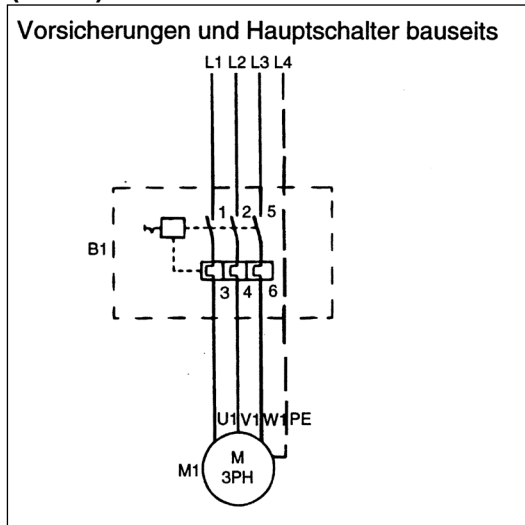 Vorsicherungen und Hauptschalter bauseits
L1 L2 L3 L4
1 2 5
B1
3 4 6
U1 V1 W1 PE
M1
M
3PH